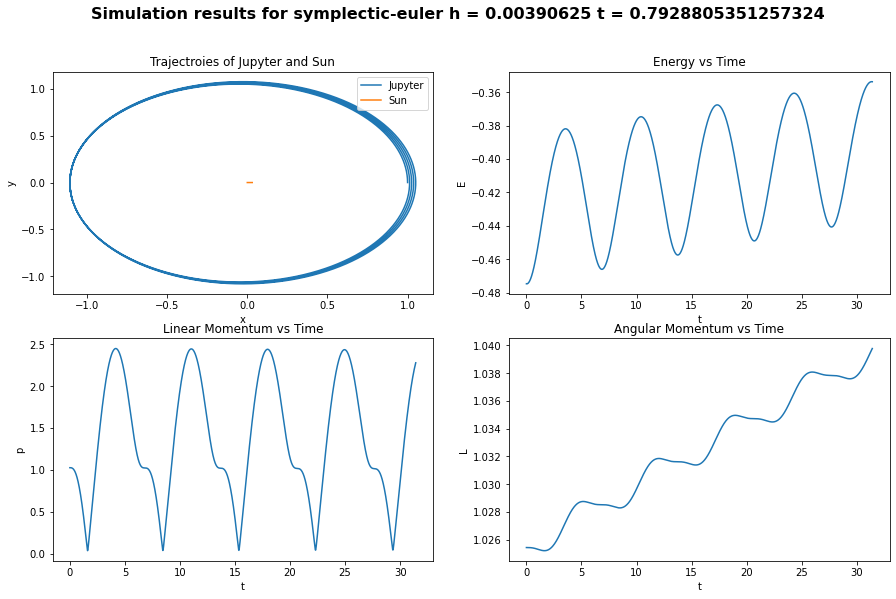 Simulation results for symplectic-euler h = 0.00390625 t = 0.7928805351257324
Trajectroies of Jupyter and Sun
Jupyter
Sun
1.0
0.5
0.0
−0.5
−1.0
y
−1.0 −0.5 0.0 0.5 1.0
x
Energy vs Time
−0.36
−0.38
−0.40
−0.42
−0.44
−0.46
−0.48
E
0 5 10 15 20 25 30
t
Linear Momentum vs Time
2.5
2.0
1.5
1.0
0.5
0.0
p
0 5 10 15 20 25 30
t
Angular Momentum vs Time
1.040
1.038
1.036
1.034
1.032
1.030
1.028
1.026
L
0 5 10 15 20 25 30
t